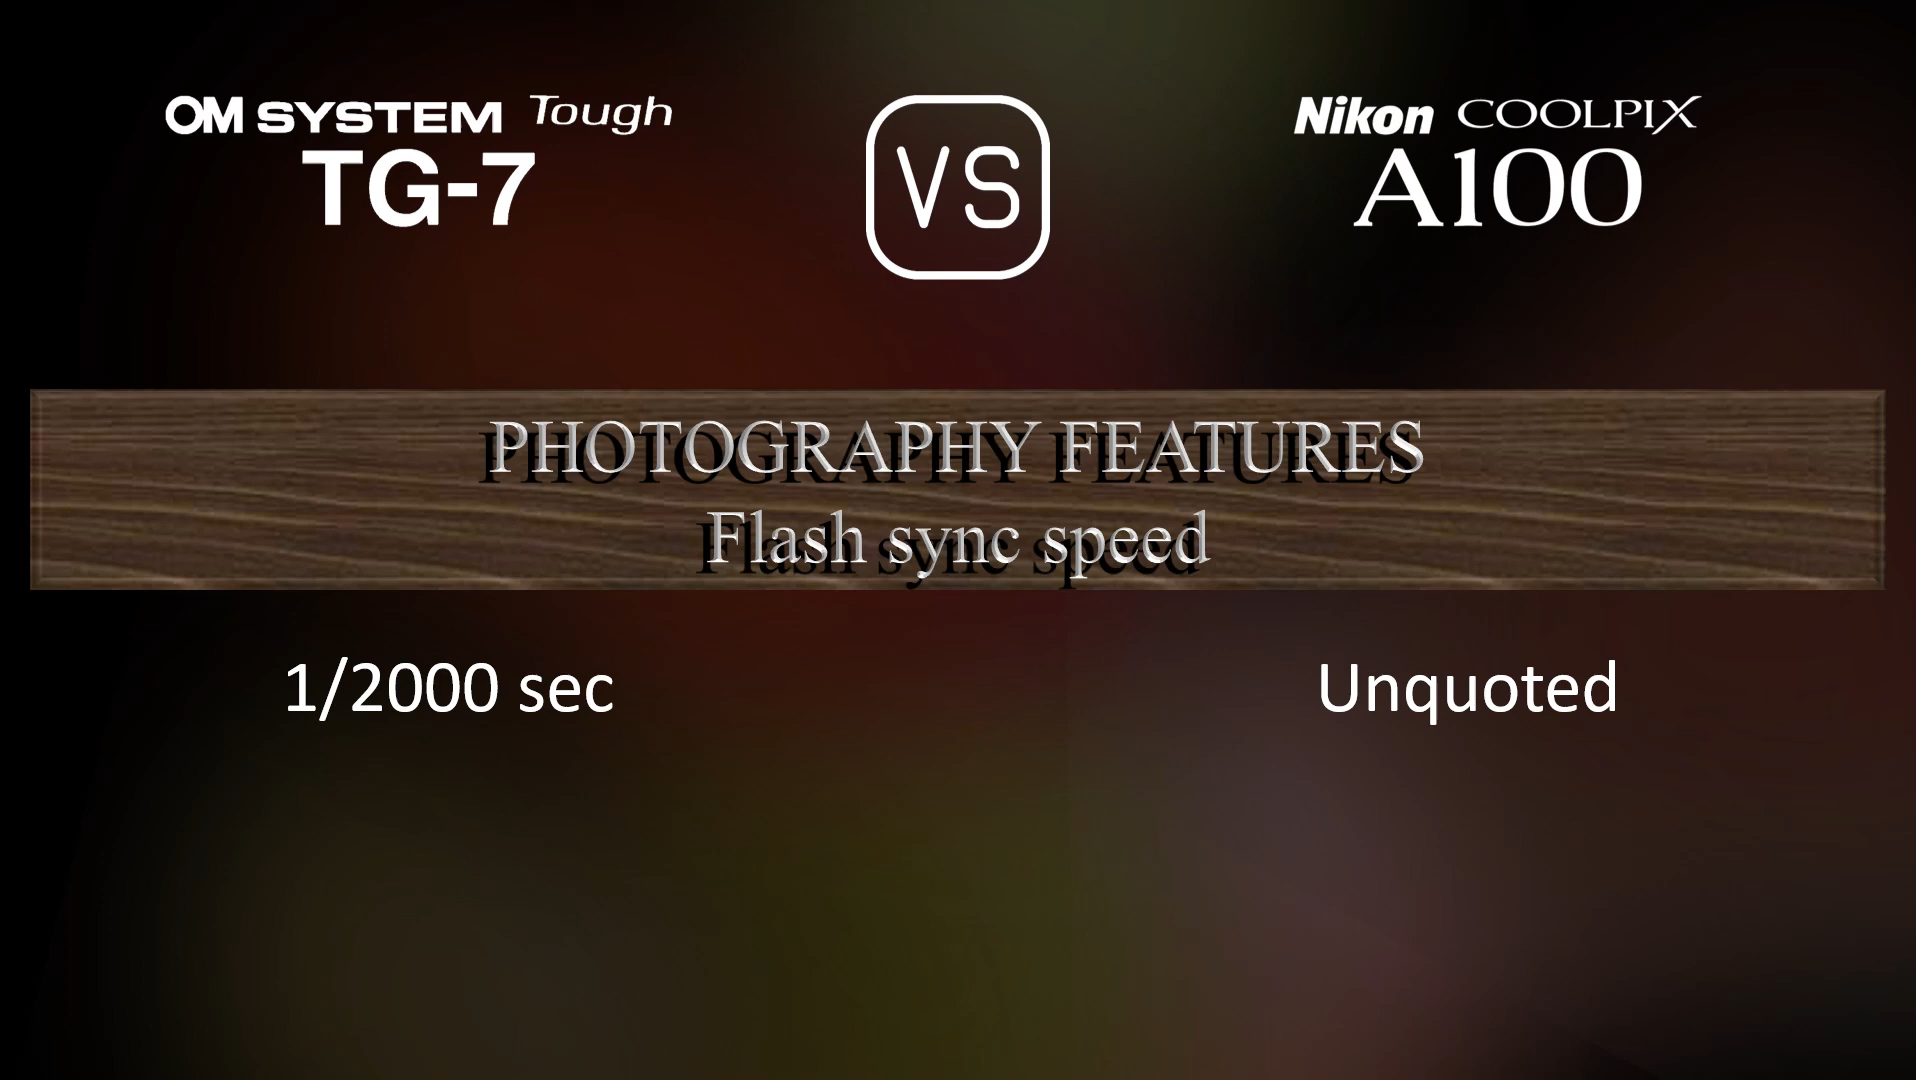 OM SYSTEM Tough
TG-7
VS
Nikon COOLPIX
A100
PHOTOGRAPHY FEATURES
Flash sync speed
1/2000 sec
Unquoted